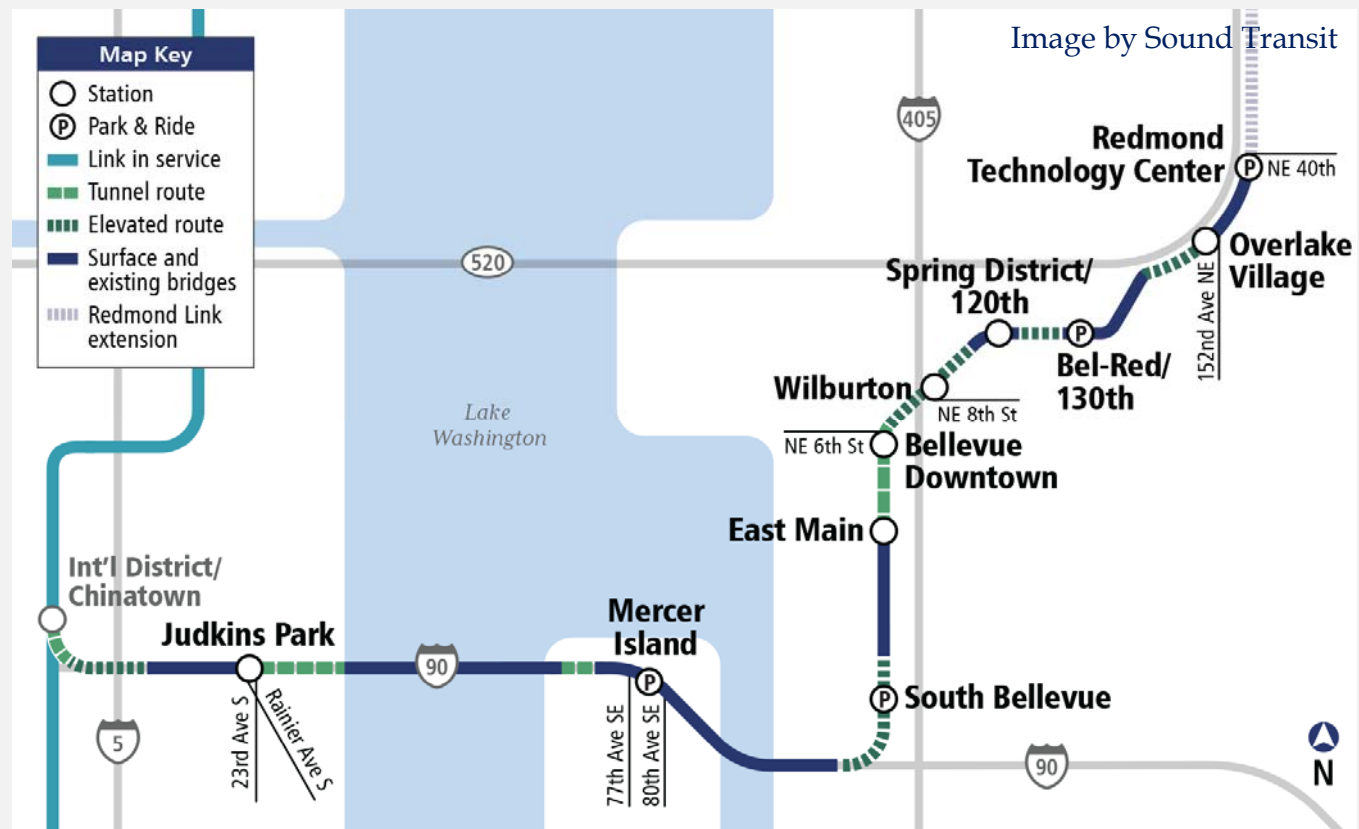 Image by Sound Transit
Map Key
Station
P Park & Ride
Link in service
Tunnel route
Elevated route
Surface and
existing bridges
Redmond Link
extension
405
Redmond
Technology Center
P
NE 40th
520
Overlake
Village
152nd Ave NE
Spring District/
120th
P
Bel-Red/
130th
Wilburton
NE 8th St
Lake
Washington
NE 6th St
Bellevue
Downtown
East Main
Int'l District/
Chinatown
Judkins Park
23rd Ave S
Rainier Ave S
5
90
Mercer
Island
P
77th Ave SE
80th Ave SE
P
South Bellevue
90
N